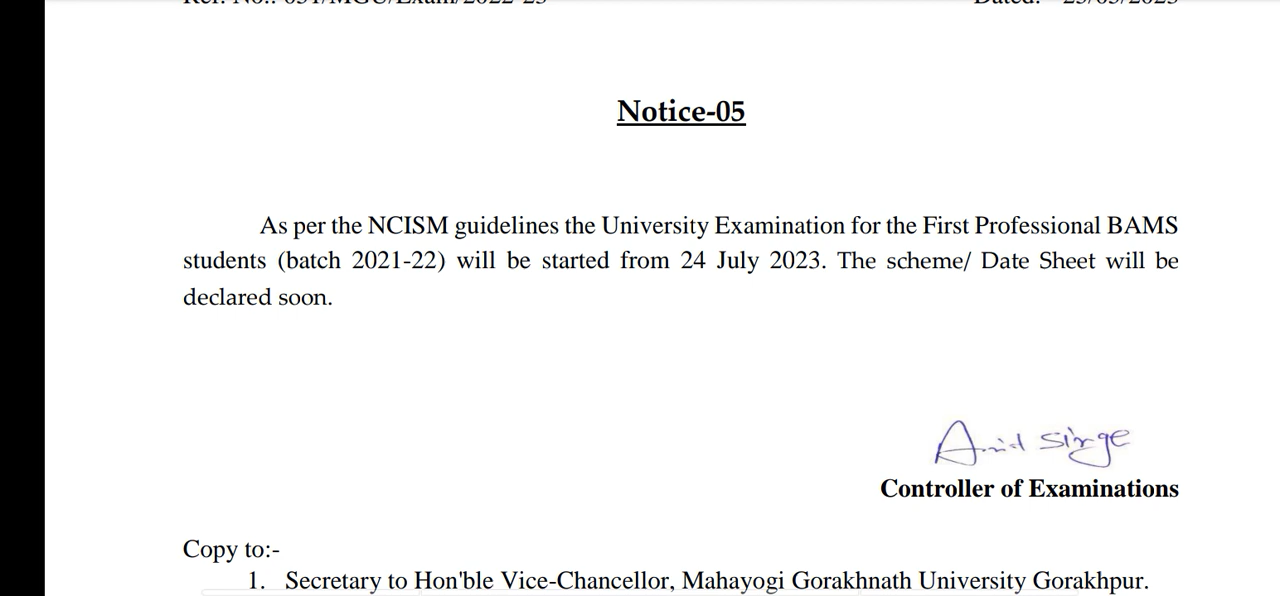 Notice-05
As per the NCISM guidelines the University Examination for the First Professional BAMS
students (batch 2021-22) will be started from 24 July 2023. The scheme/ Date Sheet will be
declared soon.
Controller of Examinations
Copy to:-
1. Secretary to Hon'ble Vice-Chancellor, Mahayogi Gorakhnath University Gorakhpur.